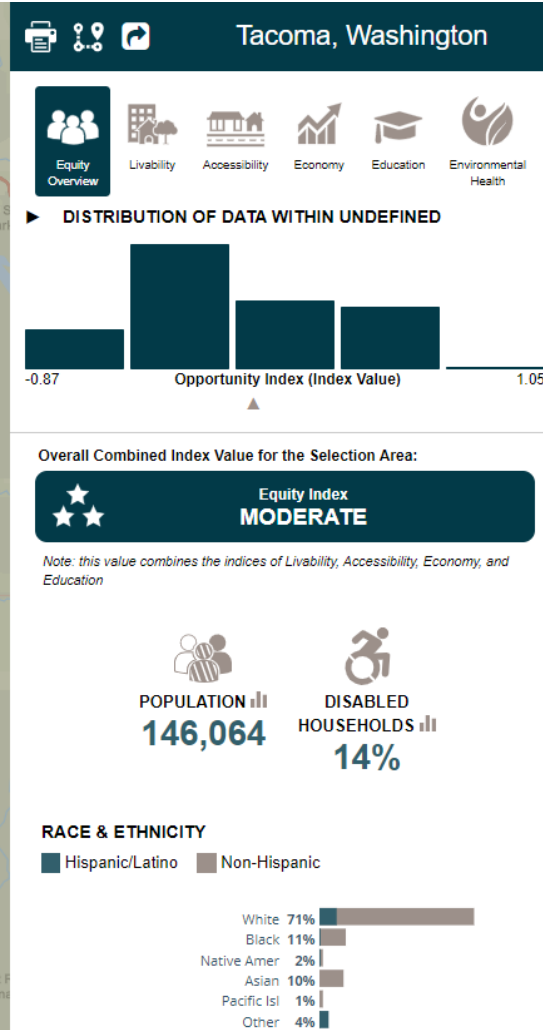 Tacoma, Washington
Equity
Overview
Livability
Accessibility
Economy
Education
Environmental
Health
► DISTRIBUTION OF DATA WITHIN UNDEFINED
-0.87 Opportunity Index (Index Value) 1.05
Overall Combined Index Value for the Selection Area:
Equity Index
MODERATE
Note: this value combines the indices of Livability, Accessibility, Economy, and
Education
POPULATION
146,064
DISABLED
HOUSEHOLDS
14%
RACE & ETHNICITY
Hispanic/Latino Non-Hispanic
White 71%
Black 11%
Native Amer 2%
Asian 10%
Pacific Isl 1%
Other 4%